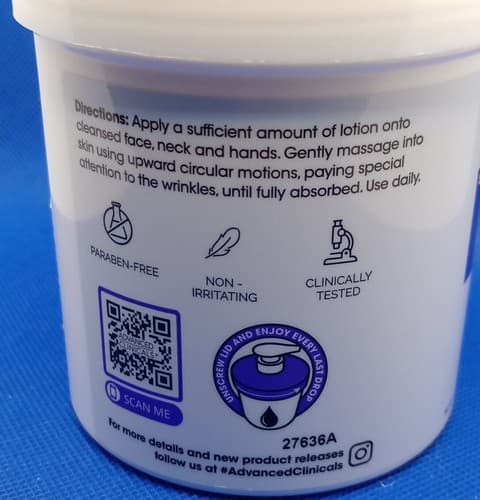 Directions: Apply a sufficient amount of lotion onto
cleansed face, neck and hands. Gently massage into
skin using upward circular motions, paying special
attention to the wrinkles, until fully absorbed. Use daily.
PARABEN-FREE
NON -
IRRITATING
CLINICALLY
TESTED
ADVANCED
CLINICALS
SCAN ME
UNSCREW LID AND ENJOY EVERY LAST DROP
27636A
For more details and new product releases
follow us at #AdvancedClinicals